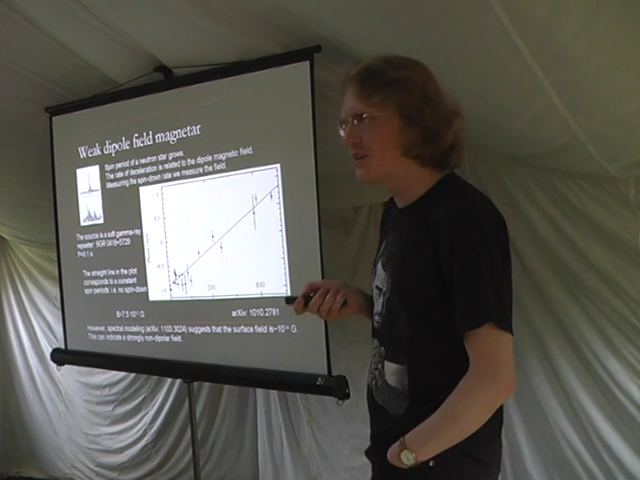 Weak dipole field magnetar
Spin period of a neutron star grows.
The rate of deceleration is related to the dipole magnetic field.
Measuring the spin-down rate we measure the field.
The source is a soft gamma-ray
repeater: SGR 0418+5729
P=9.1 s
The straight line in the plot
corresponds to a constant
spin periods: i.e. no spin-down
200
B<7.5 10¹² G
arXiv: 1010.2781
However, spectral modeling (arXiv: 1103.3024) suggests that the surface field is ~10¹⁴ G.
This can indicate a strongly non-dipolar field.